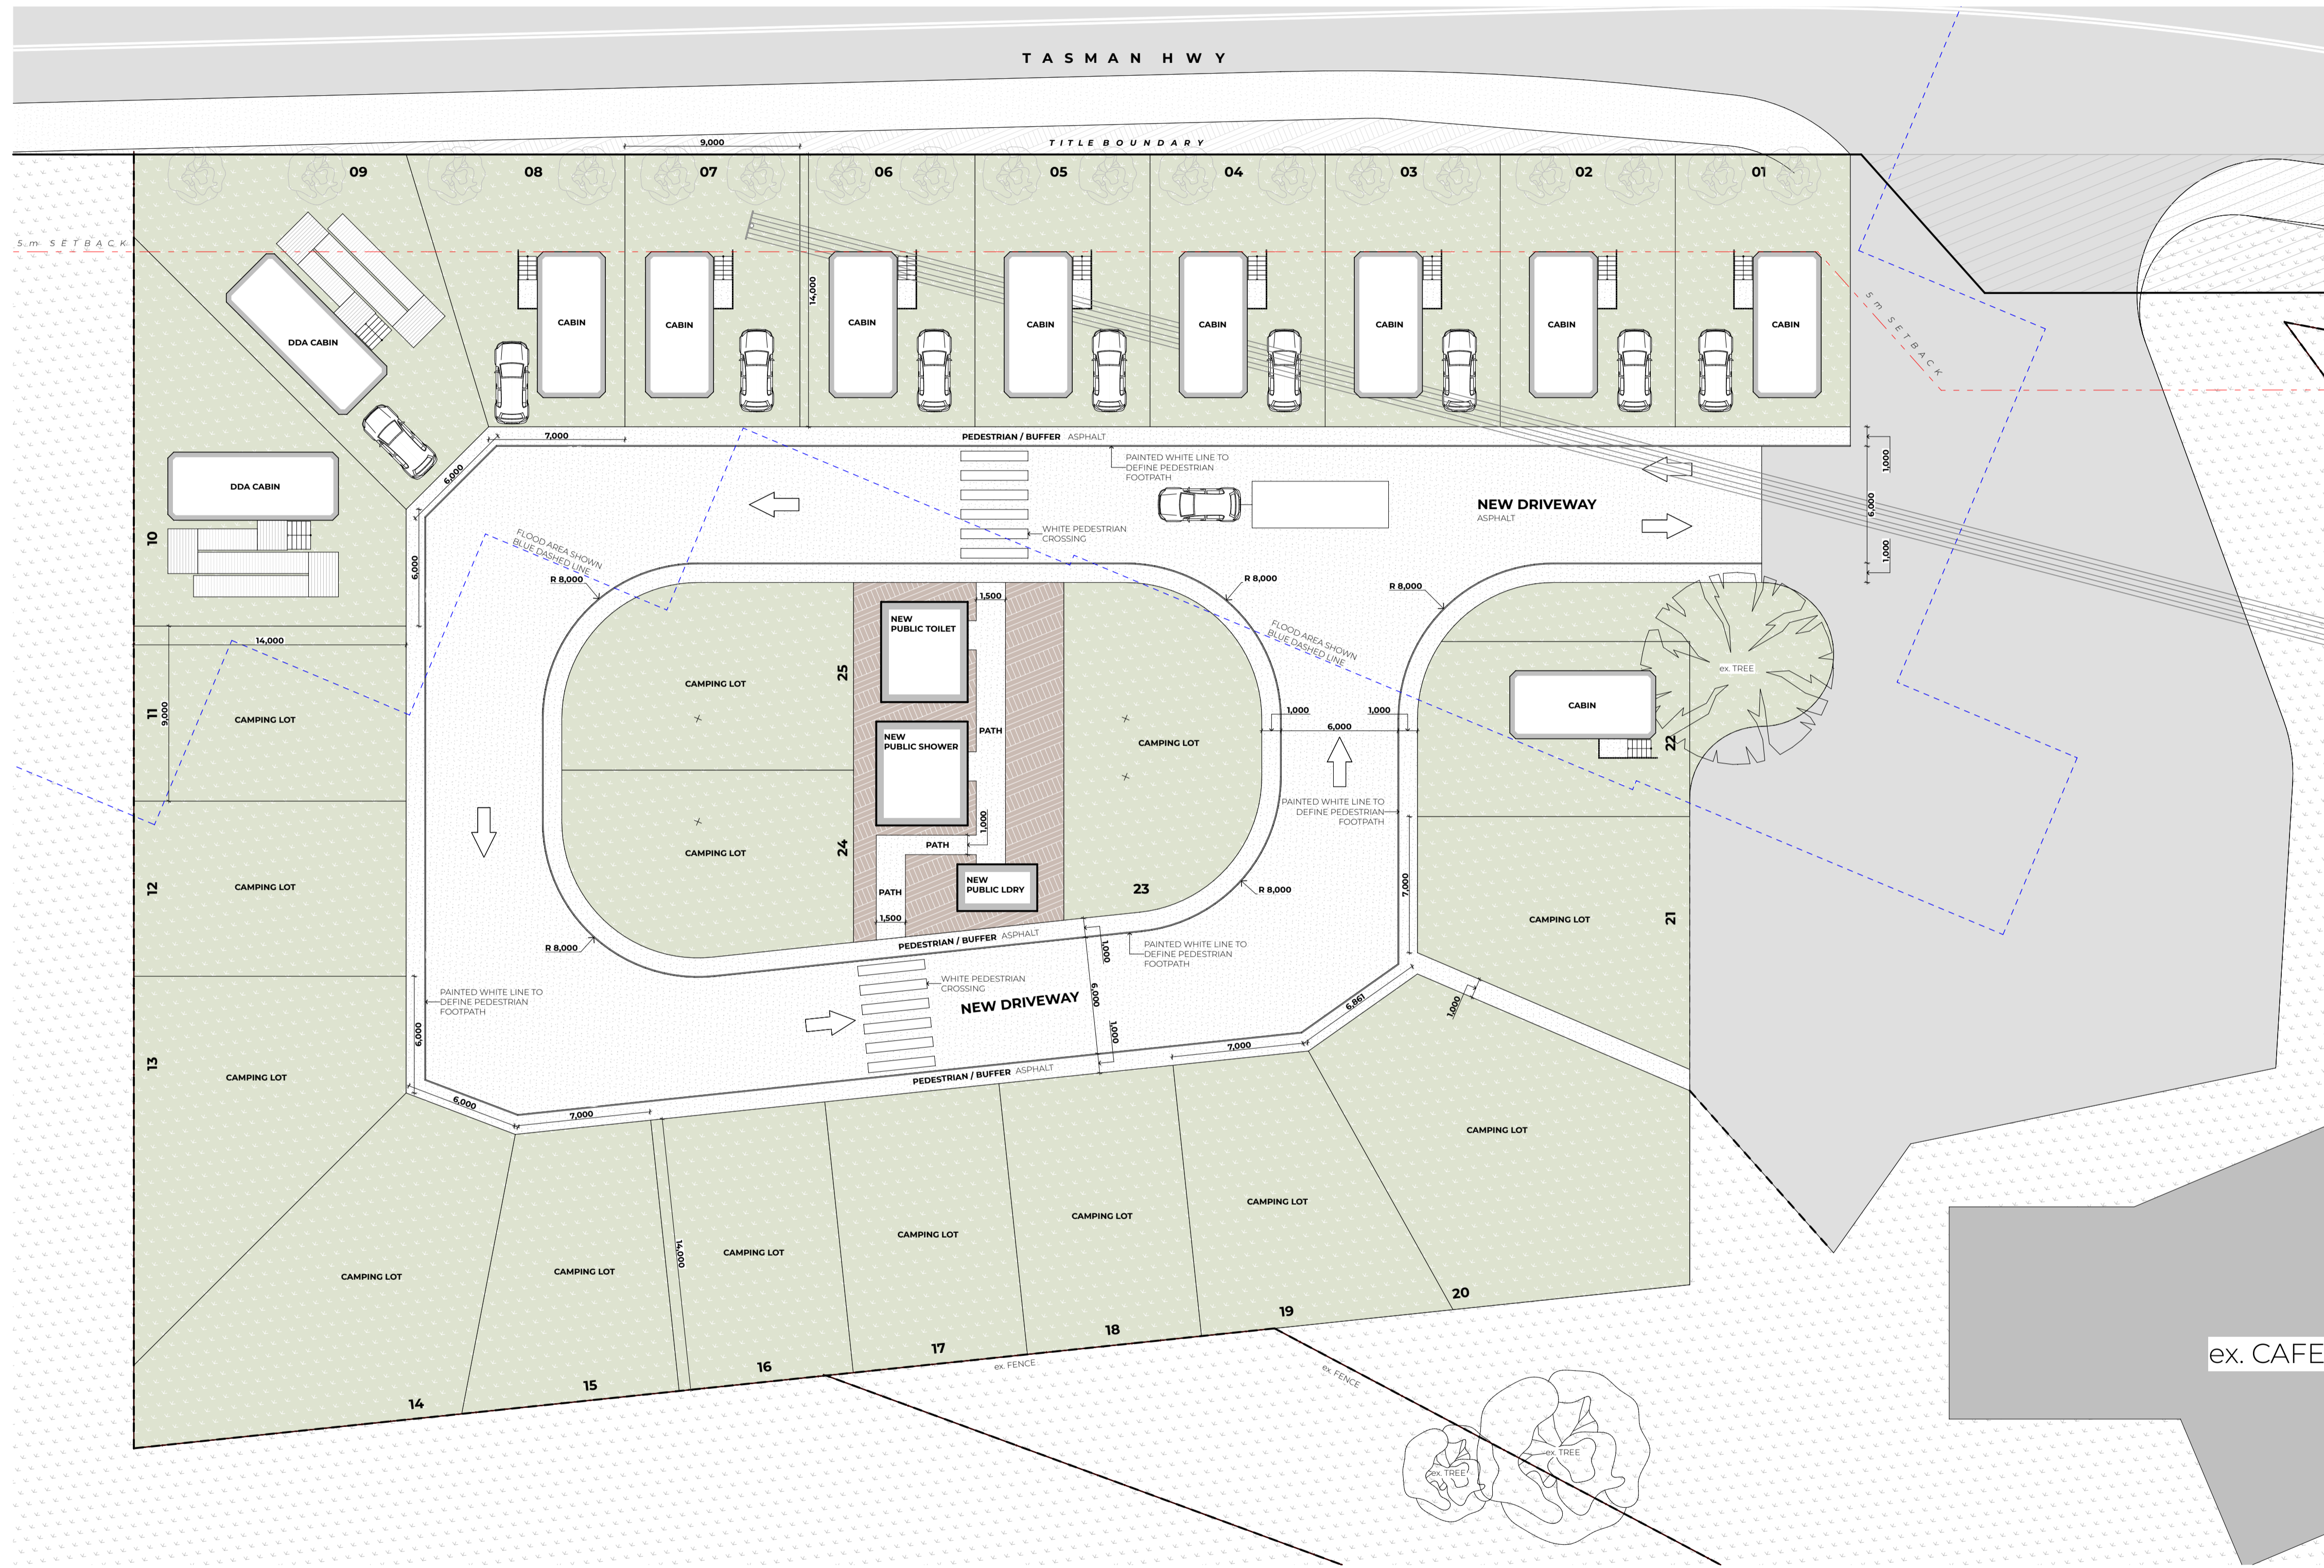 TASMAN HWY
TITLE BOUNDARY
9,000
09
08
07
06
05
04
03
02
01
5 m SETBACK
5 m SETBACK
14,000
DDA CABIN
CABIN
CABIN
CABIN
CABIN
CABIN
CABIN
CABIN
CABIN
7,000
PEDESTRIAN / BUFFER ASPHALT
6,000
PAINTED WHITE LINE TO
DEFINE PEDESTRIAN
FOOTPATH
1,000
6,000
1,000
DDA CABIN
10
NEW DRIVEWAY
ASPHALT
WHITE PEDESTRIAN
CROSSING
FLOOD AREA SHOWN
BLUE DASHED LINE
6,000
R 8,000
R 8,000
R 8,000
1,500
NEW
PUBLIC TOILET
14,000
FLOOD AREA SHOWN
BLUE DASHED LINE
ex. TREE
25
CAMPING LOT
11
9,000
CAMPING LOT
CABIN
22
1,000
1,000
6,000
PATH
NEW
PUBLIC SHOWER
CAMPING LOT
PAINTED WHITE LINE TO
DEFINE PEDESTRIAN
FOOTPATH
1,000
PATH
24
CAMPING LOT
12
CAMPING LOT
NEW
PUBLIC LDRY
23
R 8,000
7,000
PATH
1,500
CAMPING LOT
21
R 8,000
PEDESTRIAN / BUFFER ASPHALT
1,000
PAINTED WHITE LINE TO
DEFINE PEDESTRIAN
FOOTPATH
WHITE PEDESTRIAN
CROSSING
NEW DRIVEWAY
6,000
PAINTED WHITE LINE TO
DEFINE PEDESTRIAN
FOOTPATH
6,000
6,861
1,000
1,000
7,000
13
CAMPING LOT
PEDESTRIAN / BUFFER ASPHALT
6,000
7,000
CAMPING LOT
CAMPING LOT
CAMPING LOT
CAMPING LOT
14,000
CAMPING LOT
CAMPING LOT
CAMPING LOT
20
19
18
17
16
15
14
ex. FENCE
ex. FENCE
ex. CAFE
ex. TREE
ex. TREE